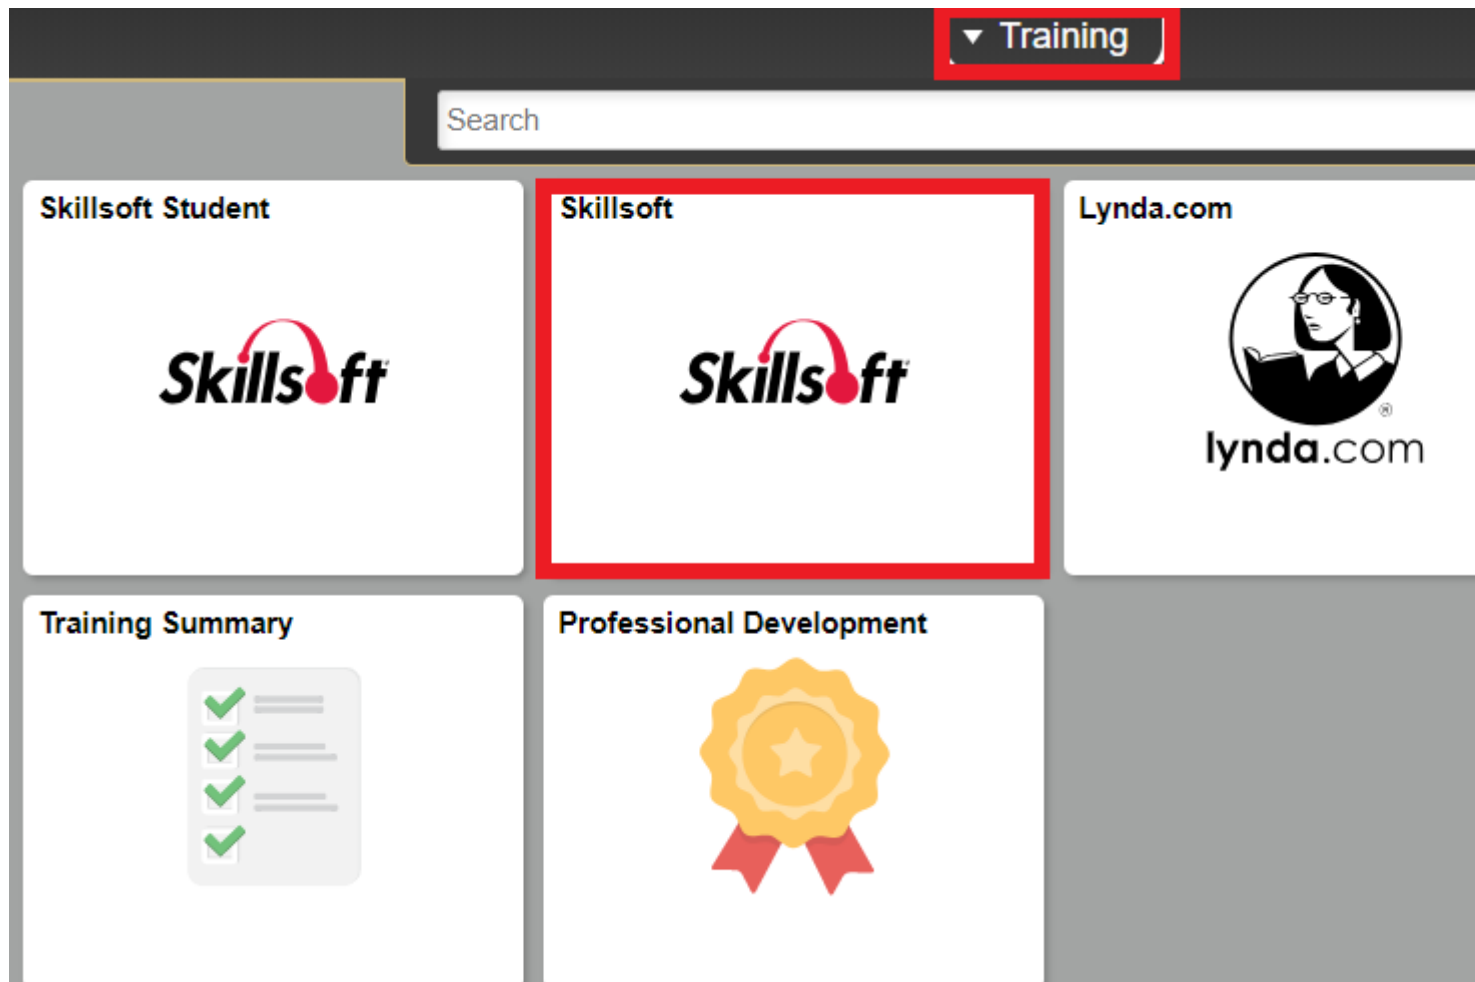 Training
Search
Skillsoft Student
Skillsoft
Lynda.com
Skillsoft
Skillsoft
lynda.com
Training Summary
Professional Development